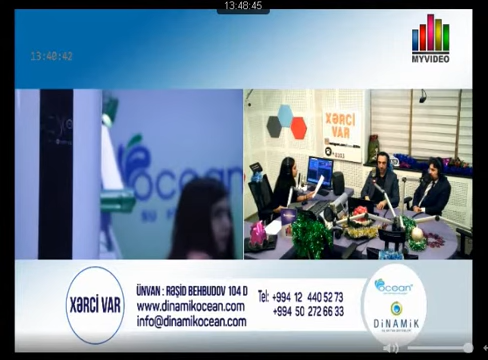 13:48:45
13:40:42
MYVIDEO
XƏRCİ
VAR
ocean
SU
XƏRCİ VAR
ÜNVAN : RƏŞİD BEHBUDOV 104 D
www.dinamikocean.com
info@dinamikocean.com
Tel: +994 12 440 52 73
+994 50 272 66 33
ocean
DİNAMİK